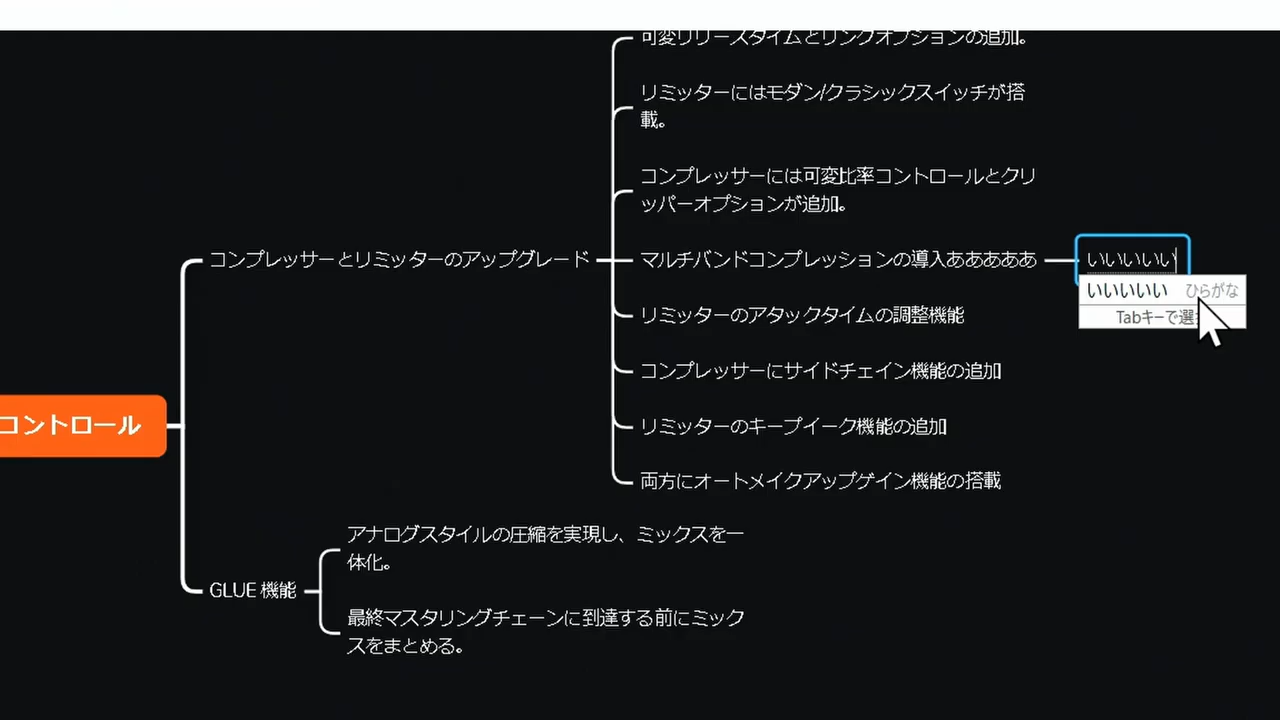 可変リリースタイムとリンクオプションの追加。
リミッターにはモダン/クラシックスイッチが搭
載。
コンプレッサーには可変比率コントロールとクリ
ッパーオプションが追加。
コンプレッサーとリミッターのアップグレード
マルチバンドコンプレッションの導入あああああ
いいいいい
いいいいい ひらがな
Tabキーで選
リミッターのアタックタイムの調整機能
コンプレッサーにサイドチェイン機能の追加
コントロール
リミッターのキープイーク機能の追加
両方にオートメイクアップゲイン機能の搭載
アナログスタイルの圧縮を実現し、ミックスを一
体化。
GLUE 機能
最終マスタリングチェーンに到達する前にミック
スをまとめる。